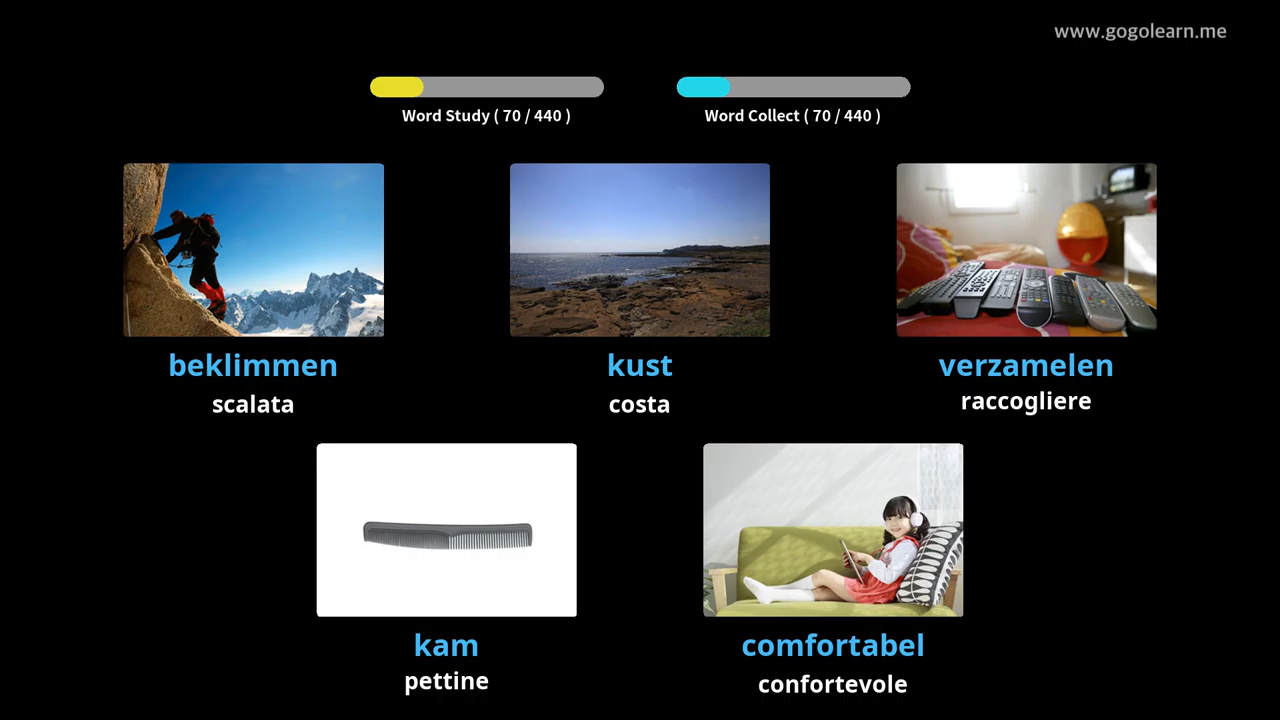 www.gogolearn.me
Word Study ( 70 / 440 )
Word Collect ( 70 / 440 )
beklimmen
scalata
kust
costa
verzamelen
raccogliere
kam
pettine
comfortabel
confortevole